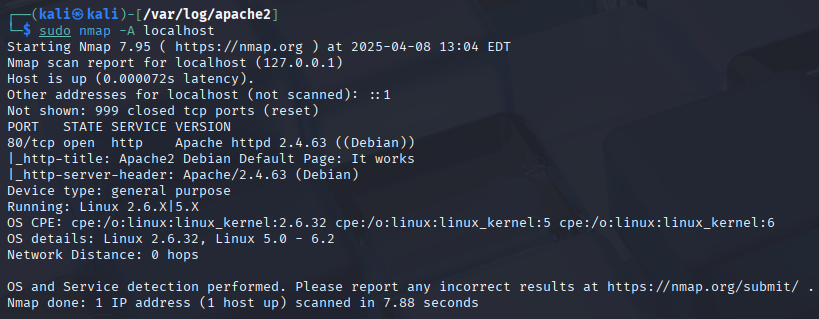 ┌──(kali㉿kali)-[/var/log/apache2]
└─$ sudo nmap -A localhost
Starting Nmap 7.95 ( https://nmap.org ) at 2025-04-08 13:04 EDT
Nmap scan report for localhost (127.0.0.1)
Host is up (0.000072s latency).
Other addresses for localhost (not scanned): ::1
Not shown: 999 closed tcp ports (reset)
PORT   STATE SERVICE VERSION
80/tcp open  http    Apache httpd 2.4.63 ((Debian))
|_http-title: Apache2 Debian Default Page: It works
|_http-server-header: Apache/2.4.63 (Debian)
Device type: general purpose
Running: Linux 2.6.X|5.X
OS CPE: cpe:/o:linux:linux_kernel:2.6.32 cpe:/o:linux:linux_kernel:5 cpe:/o:linux:linux_kernel:6
OS details: Linux 2.6.32, Linux 5.0 - 6.2
Network Distance: 0 hops

OS and Service detection performed. Please report any incorrect results at https://nmap.org/submit/ .
Nmap done: 1 IP address (1 host up) scanned in 7.88 seconds